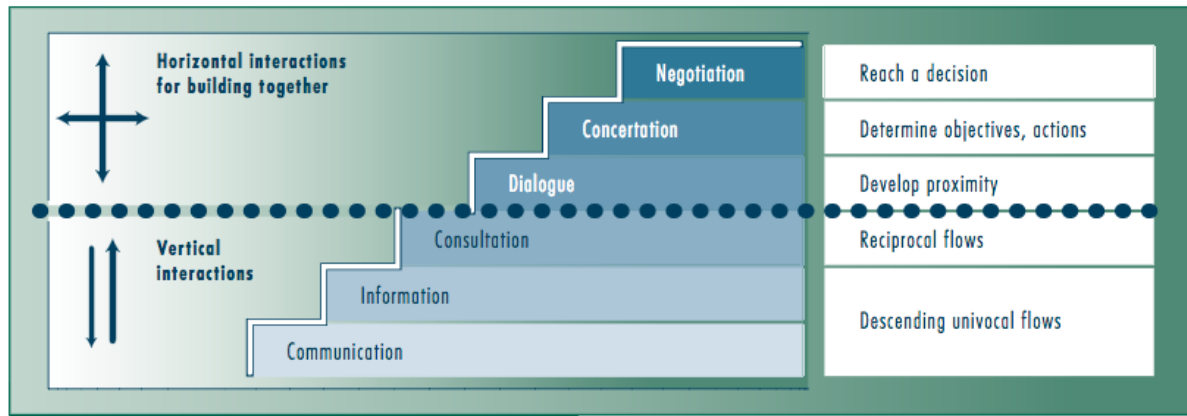 Horizontal interactions
for building together
Negotiation
Reach a decision
Concertation
Determine objectives, actions
Dialogue
Develop proximity
Vertical
interactions
Consultation
Reciprocal flows
Information
Descending univocal flows
Communication